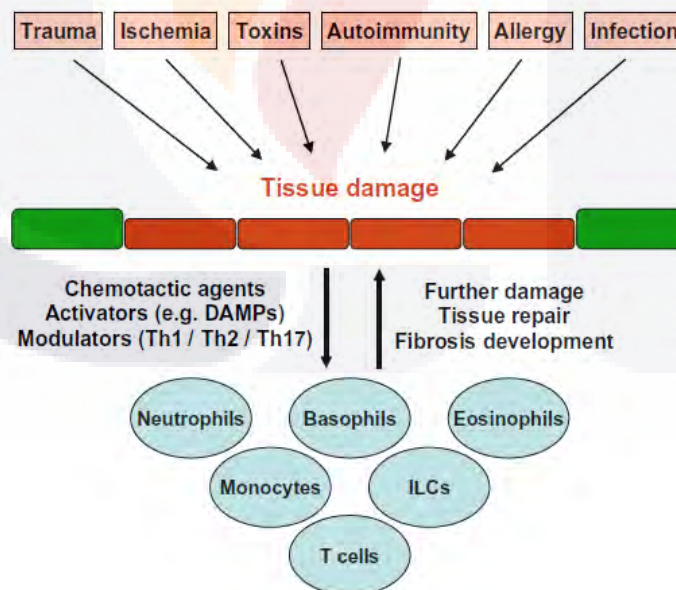 Trauma Ischemia Toxins Autoimmunity Allergy Infection
Tissue damage
Chemotactic agents
Activators (e.g. DAMPs)
Modulators (Th1 / Th2 / Th17)
Further damage
Tissue repair
Fibrosis development
Neutrophils Basophils Eosinophils
Monocytes ILCs
T cells